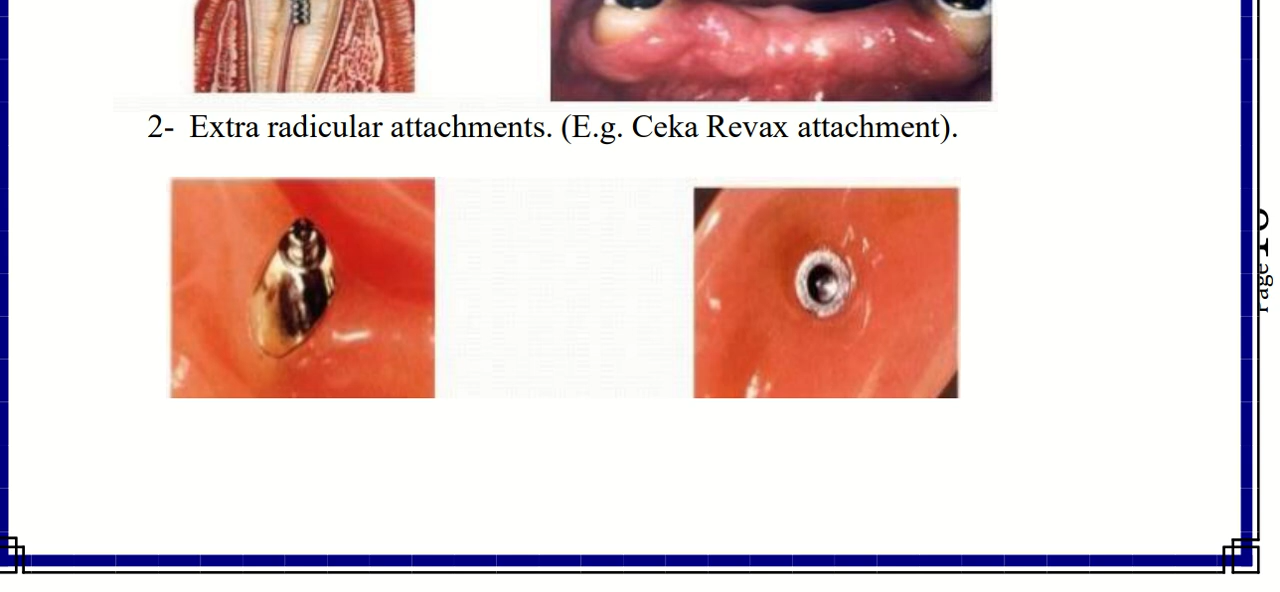 2- Extra radicular attachments. (E.g. Ceka Revax attachment).